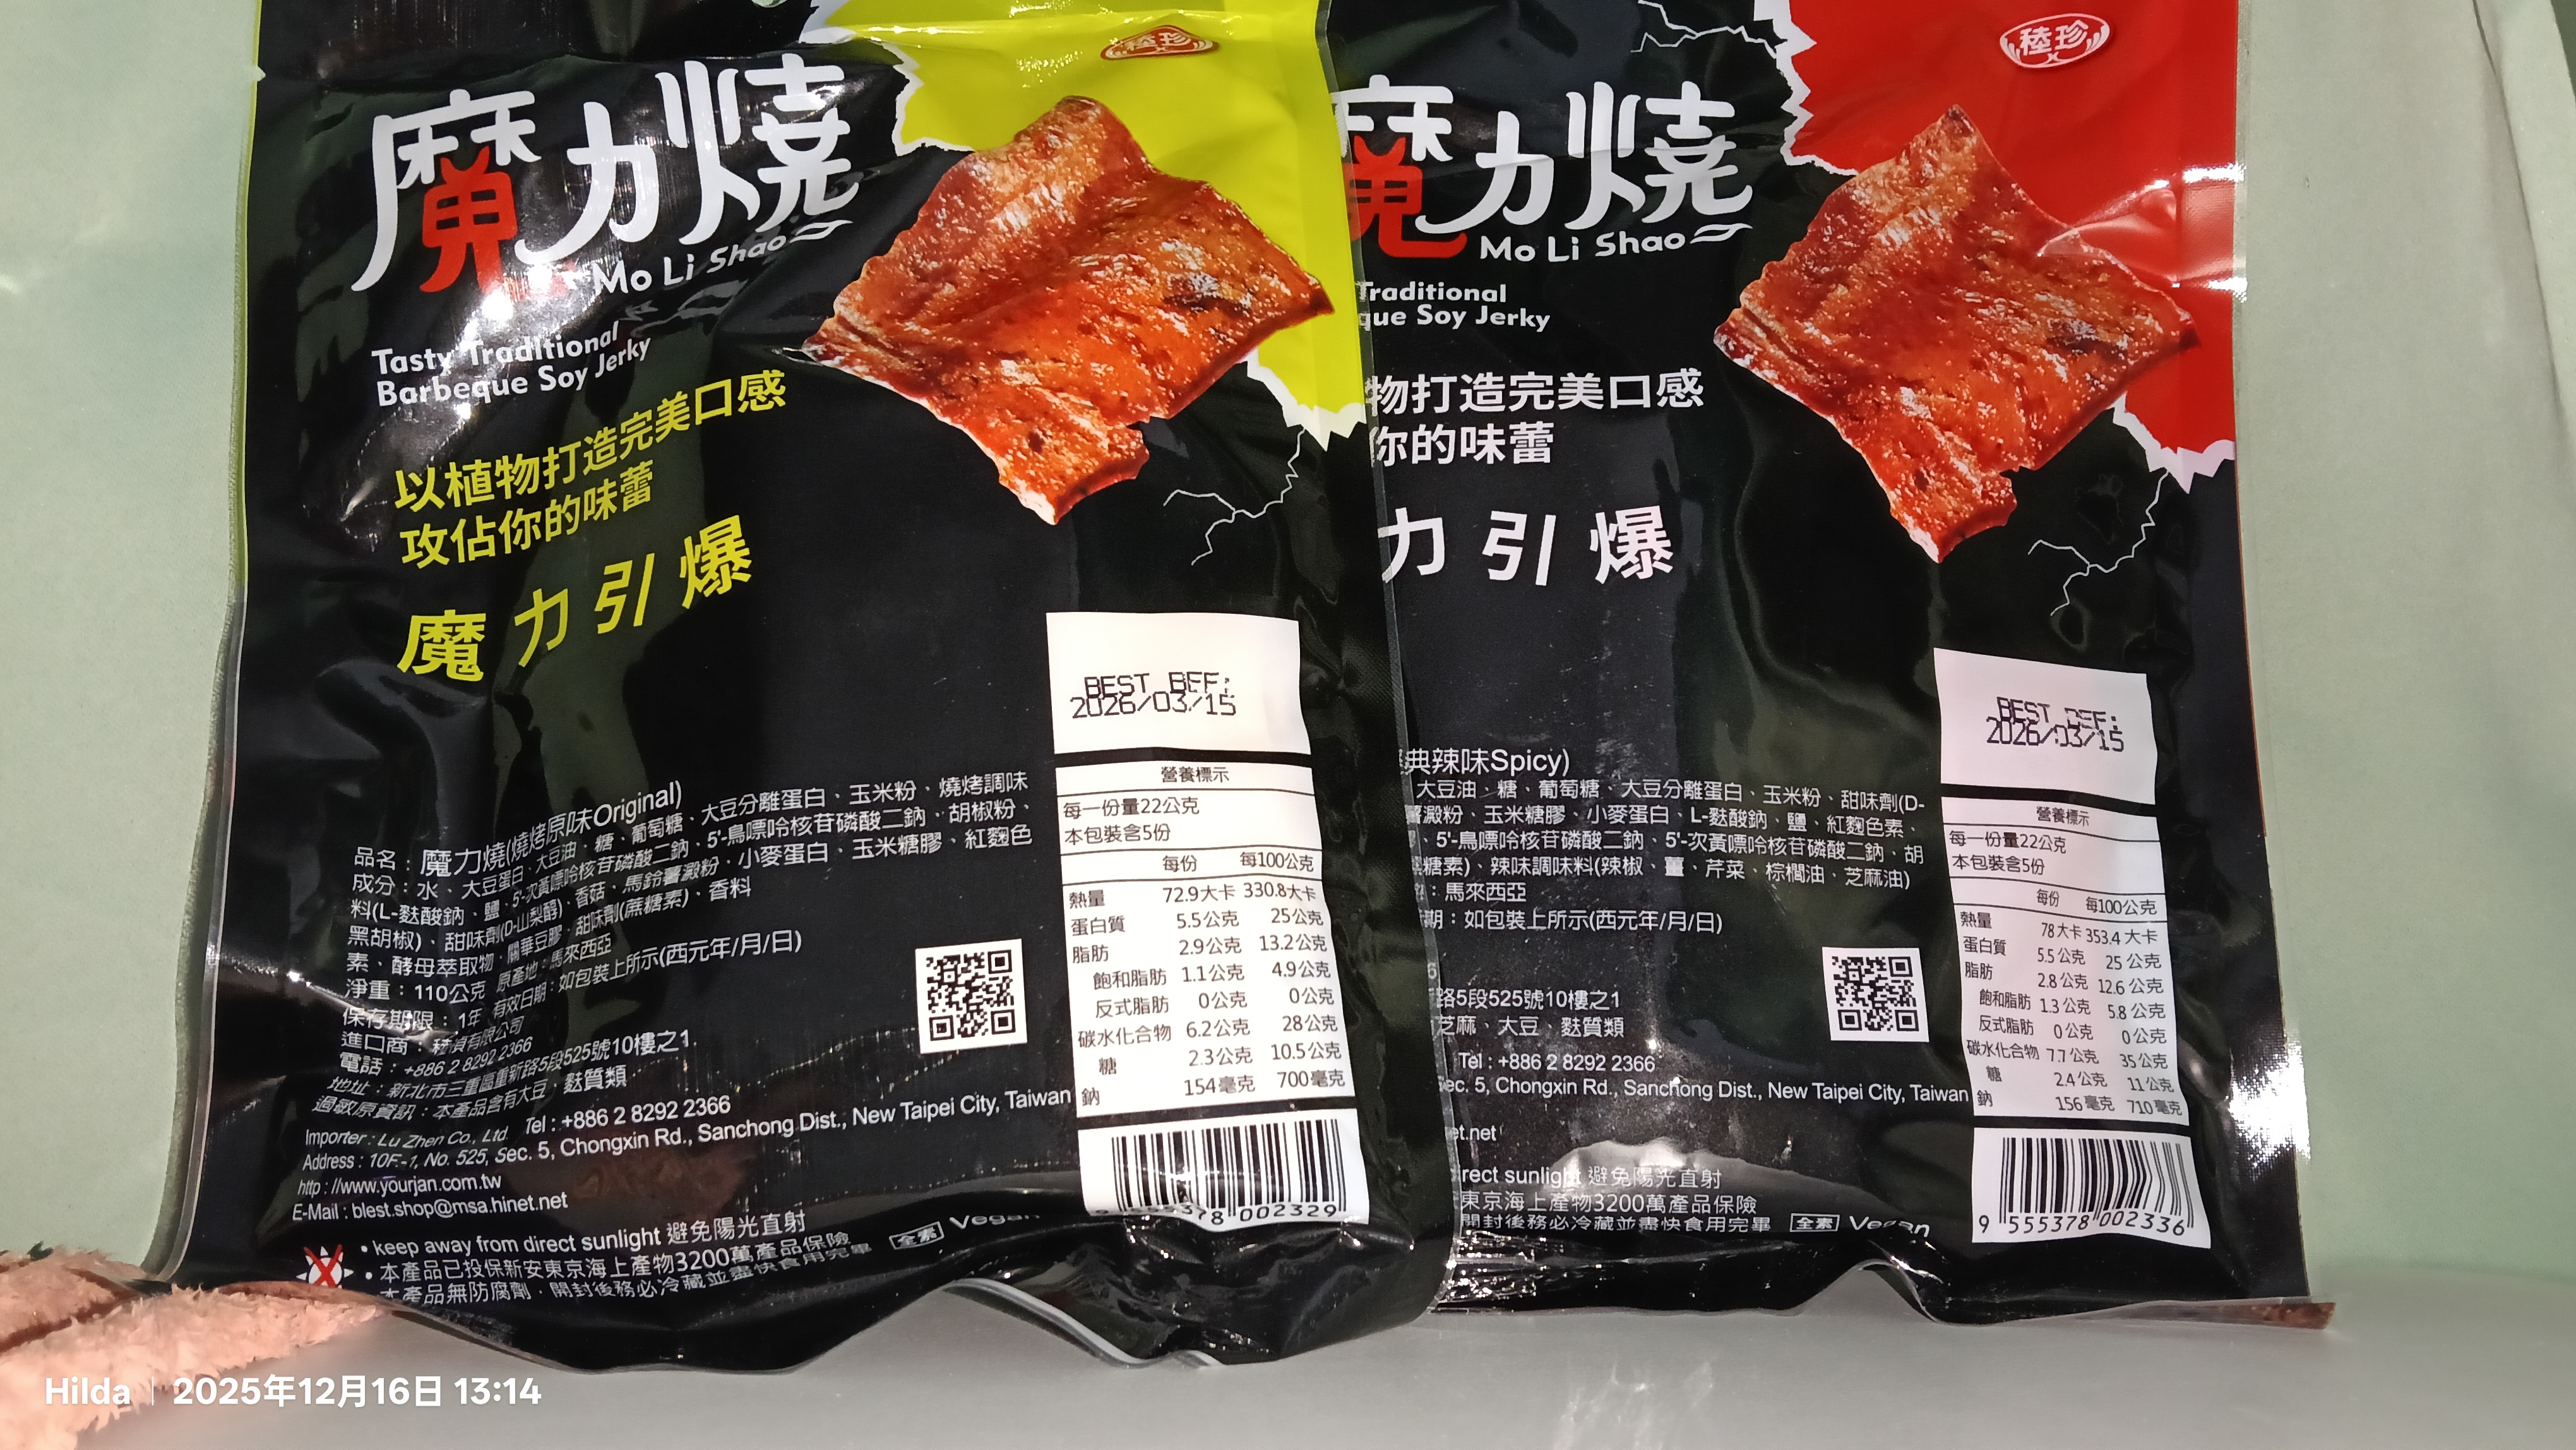 稑珍
魔力燒
Mo Li Shao
Tasty Traditional
Barbeque Soy Jerky
以植物打造完美口感
攻佔你的味蕾
魔力引爆
BEST BEF:
2026/03/15
品名：魔力燒(燒烤原味Original)
成分：水、大豆蛋白、大豆油、糖、葡萄糖、大豆分離蛋白、玉米粉、燒烤調味
料(L-麩酸鈉、鹽、5'-次黃嘌呤核苷磷酸二鈉、5'-鳥嘌呤核苷磷酸二鈉、胡椒粉、
黑胡椒)、甜味劑(D-山梨醇)、香菇、馬鈴薯澱粉、小麥蛋白、玉米糖膠、紅麴色
素、酵母萃取物、關華豆膠、甜味劑(蔗糖素)、香料
淨重：110公克 原產地：馬來西亞
保存期限：1年 有效日期：如包裝上所示(西元年/月/日)
進口商：有限公司
電話：+886 2 8292 2366
地址：新北市三重區重新路5段525號10樓之1
過敏原資訊：本產品含有大豆、麩質類
Importer : Lu Zhen Co., Ltd. Tel : +886 2 8292 2366
Address : 10F.-1, No. 525, Sec. 5, Chongxin Rd., Sanchong Dist., New Taipei City, Taiwan
http : //www.yourjan.com.tw
E-Mail : blest.shop@msa.hinet.net
• keep away from direct sunlight 避免陽光直射
• 本產品已投保新安東京海上產物3200萬產品保險
• 本產品無防腐劑，開封後務必冷藏並盡快食用完畢 全素 Vegan
營養標示
每一份量22公克
本包裝含5份
每份 每100公克
熱量 72.9大卡 330.8大卡
蛋白質 5.5公克 25公克
脂肪 2.9公克 13.2公克
飽和脂肪 1.1公克 4.9公克
反式脂肪 0公克 0公克
碳水化合物 6.2公克 28公克
糖 2.3公克 10.5公克
鈉 154毫克 700毫克
9 555378 002329
稑珍
魔力燒
Mo Li Shao
Traditional
que Soy Jerky
物打造完美口感
你的味蕾
力引爆
BEST BEF:
2026/03/15
典辣味Spicy)
大豆油、糖、葡萄糖、大豆分離蛋白、玉米粉、甜味劑(D-
薯澱粉、玉米糖膠、小麥蛋白、L-麩酸鈉、鹽、紅麴色素、
、5'-鳥嘌呤核苷磷酸二鈉、5'-次黃嘌呤核苷磷酸二鈉、胡
糖素)、辣味調味料(辣椒、薑、芹菜、棕櫚油、芝麻油)
：馬來西亞
期：如包裝上所示(西元年/月/日)
6
路5段525號10樓之1
芝麻、大豆、麩質類
Tel : +886 2 8292 2366
Sec. 5, Chongxin Rd., Sanchong Dist., New Taipei City, Taiwan
et.net
direct sunlight 避免陽光直射
東京海上產物3200萬產品保險
開封後務必冷藏並盡快食用完畢 全素 Vegan
營養標示
每一份量22公克
本包裝含5份
每份 每100公克
熱量 78大卡 353.4大卡
蛋白質 5.5公克 25公克
脂肪 2.8公克 12.6公克
飽和脂肪 1.3公克 5.8公克
反式脂肪 0公克 0公克
碳水化合物 7.7公克 35公克
糖 2.4公克 11公克
鈉 156毫克 710毫克
9 555378 002336
Hilda | 2025年12月16日 13:14